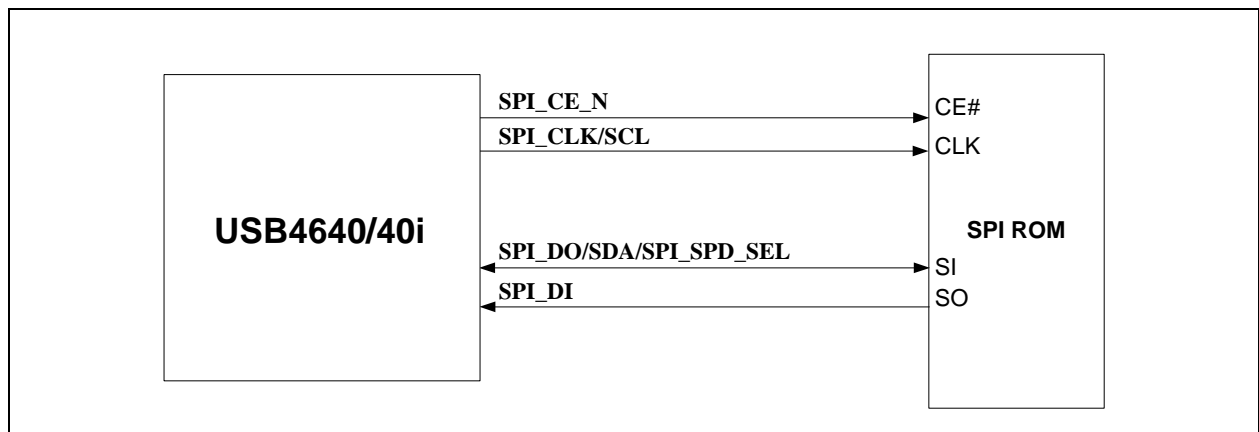 SPI_CE_N
CE#
SPI_CLK/SCL
CLK
USB4640/40i
SPI ROM
SPI_DO/SDA/SPI_SPD_SEL
SI
SPI_DI
SO